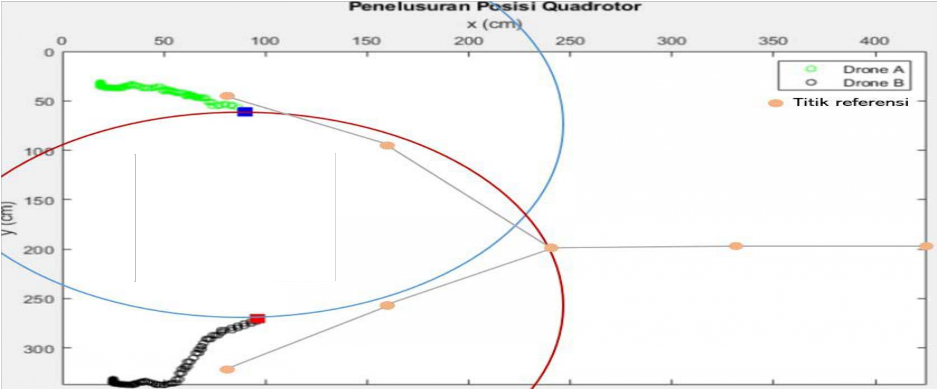 Penelusuran Posisi Quadrotor
x (cm)
0 50 100 150 200 250 300 350 400
0
50
100
150
200
250
300
y (cm)
Drone A
Drone B
Titik referensi